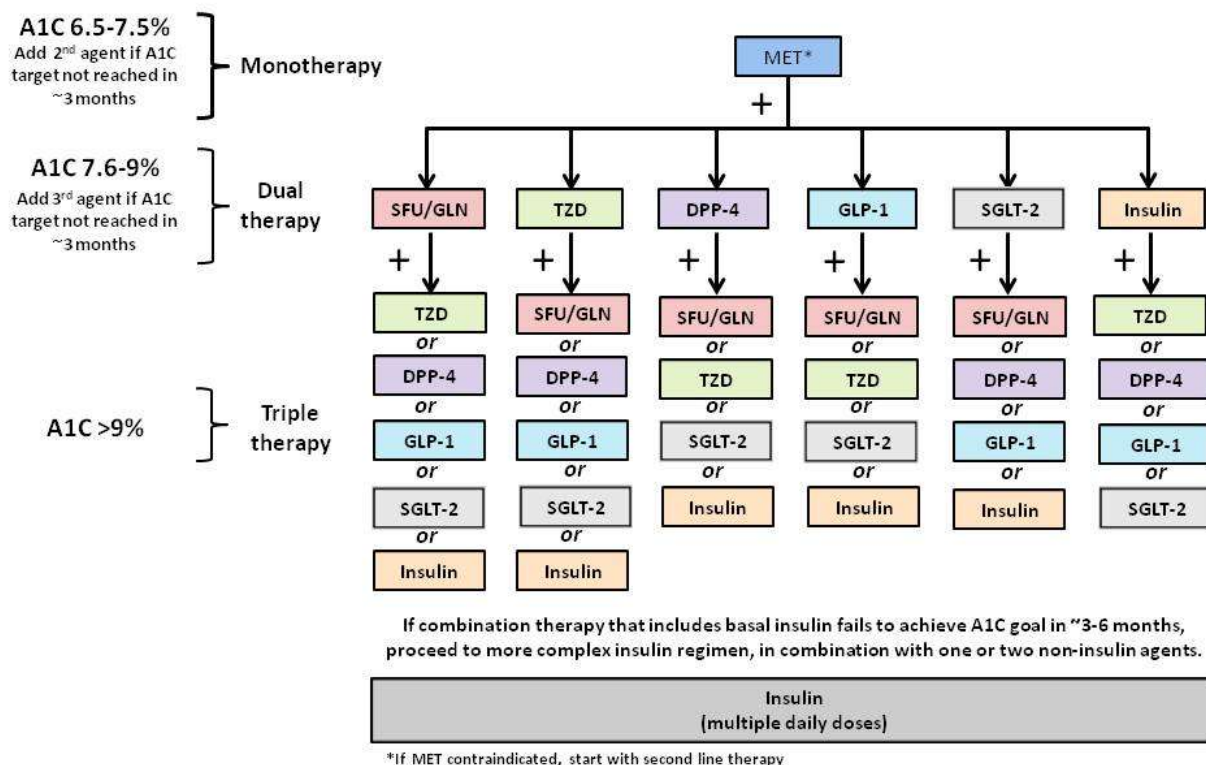 A1C 6.5-7.5%
Add 2nd agent if A1C
target not reached in
~3 months
Monotherapy
MET*
+
A1C 7.6-9%
Add 3rd agent if A1C
target not reached in
~3 months
Dual
therapy
SFU/GLN
TZD
DPP-4
GLP-1
SGLT-2
Insulin
+ + + + + +
A1C >9%
Triple
therapy
TZD
or
DPP-4
or
GLP-1
or
SGLT-2
or
Insulin
SFU/GLN
or
DPP-4
or
GLP-1
or
SGLT-2
or
Insulin
SFU/GLN
or
TZD
or
SGLT-2
or
Insulin
SFU/GLN
or
TZD
or
SGLT-2
or
Insulin
SFU/GLN
or
DPP-4
or
GLP-1
or
Insulin
TZD
or
DPP-4
or
GLP-1
or
SGLT-2
If combination therapy that includes basal insulin fails to achieve A1C goal in ~3-6 months,
proceed to more complex insulin regimen, in combination with one or two non-insulin agents.
Insulin
(multiple daily doses)
*If MET contraindicated, start with second line therapy